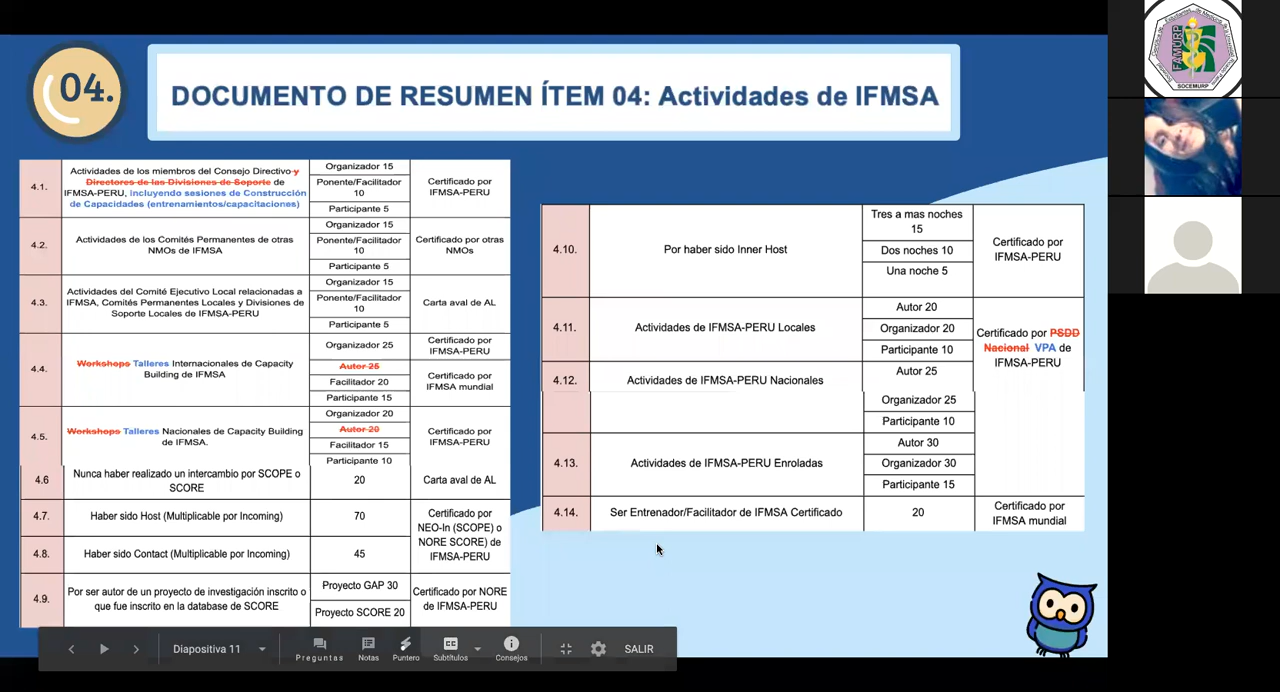 04.
DOCUMENTO DE RESUMEN ÍTEM 04: Actividades de IFMSA
4.1.
Actividades de los miembros del Consejo Directivo y
Directores de las Divisiones de Soporte de
IFMSA-PERU, incluyendo sesiones de Construcción
de Capacidades (entrenamientos/capacitaciones)
Organizador 15
Ponente/Facilitador
10
Participante 5
Certificado por
IFMSA-PERU
4.2.
Actividades de los Comités Permanentes de otras
NMOs de IFMSA
Organizador 15
Ponente/Facilitador
10
Participante 5
Certificado por otras
NMOs
4.3.
Actividades del Comité Ejecutivo Local relacionadas a
IFMSA, Comités Permanentes Locales y Divisiones de
Soporte Locales de IFMSA-PERU
Organizador 15
Ponente/Facilitador
10
Participante 5
Carta aval de AL
4.4.
Workshops Talleres Internacionales de Capacity
Building de IFMSA
Organizador 25
Autor 25
Facilitador 20
Participante 15
Certificado por
IFMSA-PERU
Certificado por
IFMSA mundial
4.5.
Workshops Talleres Nacionales de Capacity Building
de IFMSA.
Organizador 20
Autor 20
Facilitador 15
Participante 10
Certificado por
IFMSA-PERU
4.6
Nunca haber realizado un intercambio por SCOPE o
SCORE
20
Carta aval de AL
4.7.
Haber sido Host (Multiplicable por Incoming)
70
Certificado por
NEO-In (SCOPE) o
NORE SCORE) de
IFMSA-PERU
4.8.
Haber sido Contact (Multiplicable por Incoming)
45
4.9.
Por ser autor de un proyecto de investigación inscrito o
que fue inscrito en la database de SCORE
Proyecto GAP 30
Proyecto SCORE 20
Certificado por NORE
de IFMSA-PERU
4.10.
Por haber sido Inner Host
Tres a mas noches
15
Dos noches 10
Una noche 5
Certificado por
IFMSA-PERU
4.11.
Actividades de IFMSA-PERU Locales
Autor 20
Organizador 20
Participante 10
Certificado por PSDD
Nacional VPA de
IFMSA-PERU
4.12.
Actividades de IFMSA-PERU Nacionales
Autor 25
Organizador 25
Participante 10
4.13.
Actividades de IFMSA-PERU Enroladas
Autor 30
Organizador 30
Participante 15
4.14.
Ser Entrenador/Facilitador de IFMSA Certificado
20
Certificado por
IFMSA mundial
Diapositiva 11
Preguntas
Notas
Puntero
Subtítulos
Consejos
SALIR
FAMURP
SOCEMURP